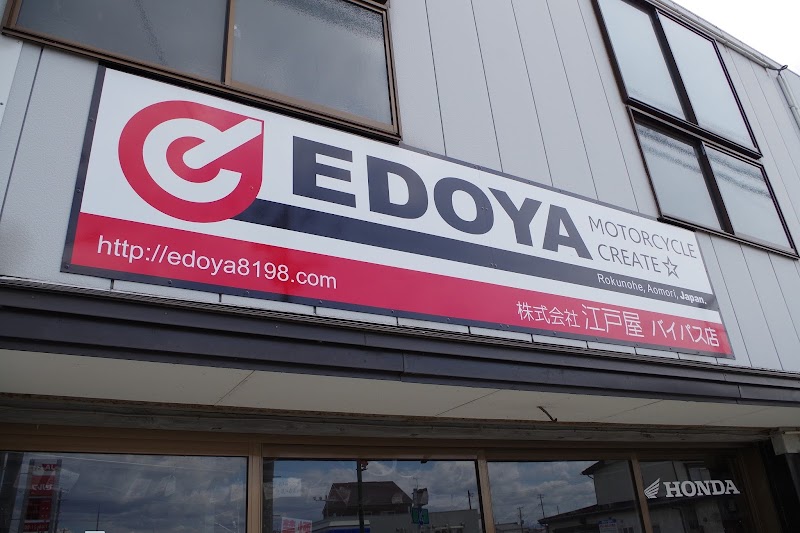 EDOYA
MOTORCYCLE
CREATE☆
Rokunohe, Aomori, Japan.
http://edoya8198.com
株式会社 江戸屋 バイパス店
HONDA